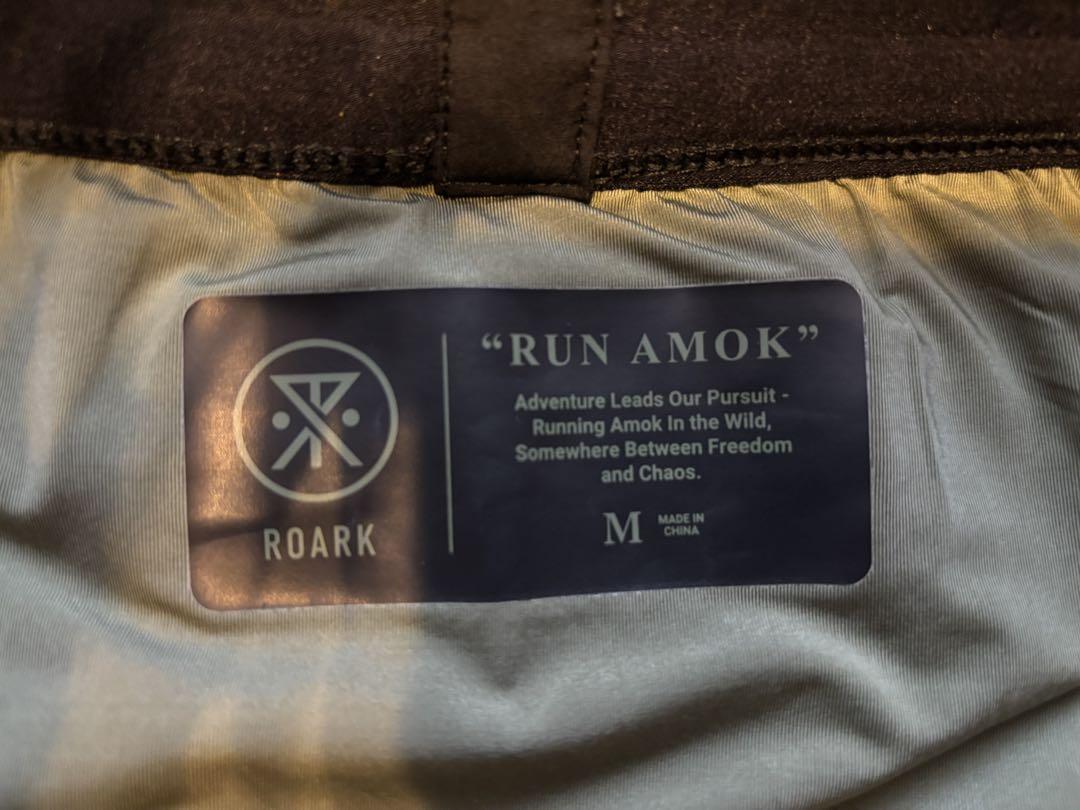 ROARK
“RUN AMOK”
Adventure Leads Our Pursuit -
Running Amok In the Wild,
Somewhere Between Freedom
and Chaos.
M MADE IN
CHINA